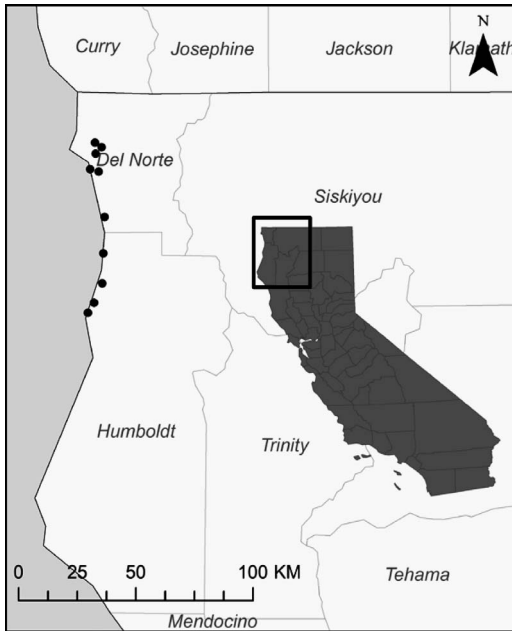 N
Curry
Josephine
Jackson
Klamath
Del Norte
Siskiyou
Humboldt
Trinity
0 25 50 100 KM
Tehama
Mendocino